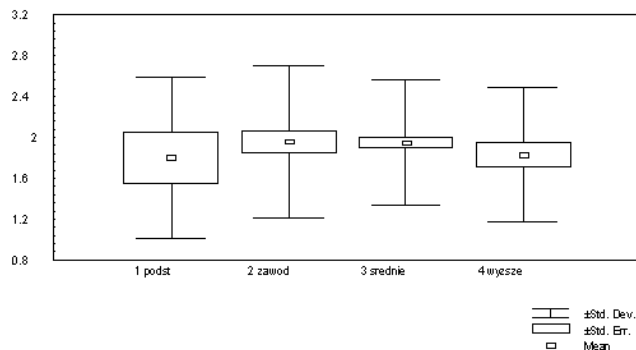 3.2
2.8
2.4
2
1.6
1.2
0.8
1 podst 2 zawod 3 srednie 4 wyzsze
±Std. Dev.
±Std. Err.
Mean